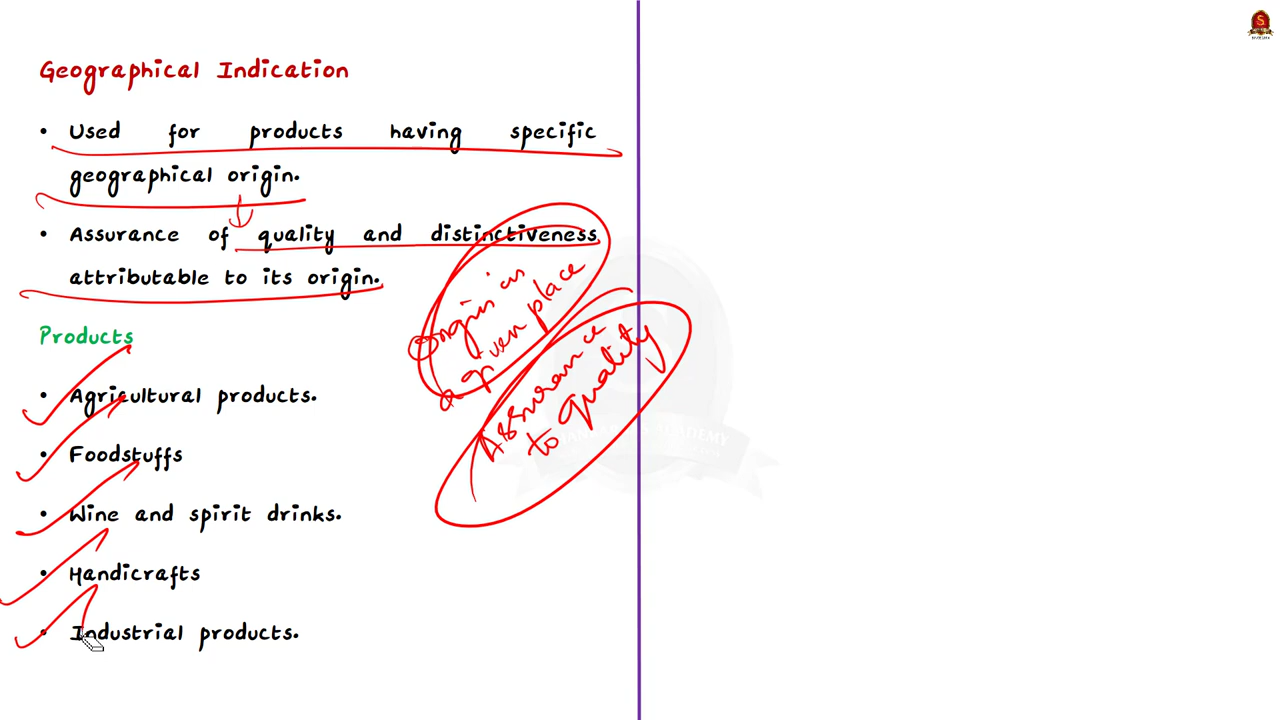 Geographical Indication
• Used for products having specific
geographical origin.
• Assurance of quality and distinctiveness
attributable to its origin.
Products
• Agricultural products.
• Foodstuffs
• Wine and spirit drinks.
• Handicrafts
• Industrial products.
Origin in
a given place
Assurance
to quality